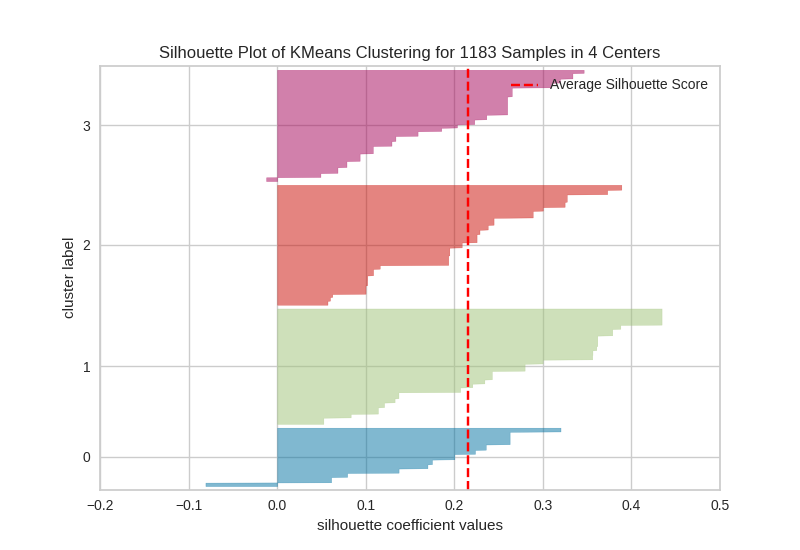 Silhouette Plot of KMeans Clustering for 1183 Samples in 4 Centers
Average Silhouette Score
3
2
1
0
cluster label
−0.2 −0.1 0.0 0.1 0.2 0.3 0.4 0.5
silhouette coefficient values